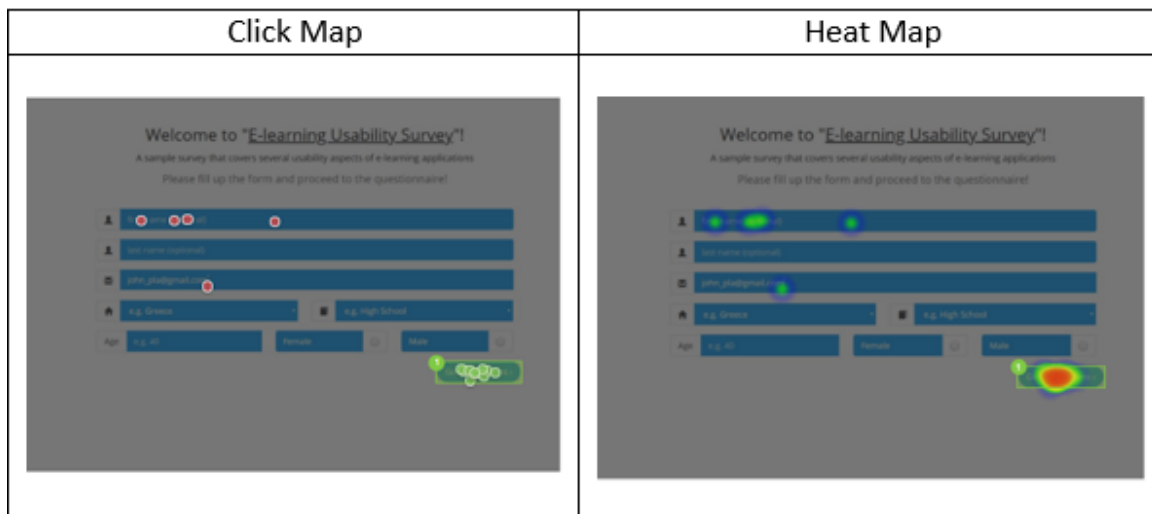 Click Map
Heat Map
Welcome to "E-learning Usability Survey"!
A sample survey that covers several usability aspects of e-learning applications
Please fill up the form and proceed to the questionnaire!
last name (optional)
john_pla@gmail.com
e.g. Greece
e.g. High School
Age
e.g. 40
Female
Male
1
Welcome to "E-learning Usability Survey"!
A sample survey that covers several usability aspects of e-learning applications
Please fill up the form and proceed to the questionnaire!
last name (optional)
e.g. Greece
e.g. High School
Age
e.g. 40
Female
Male
1